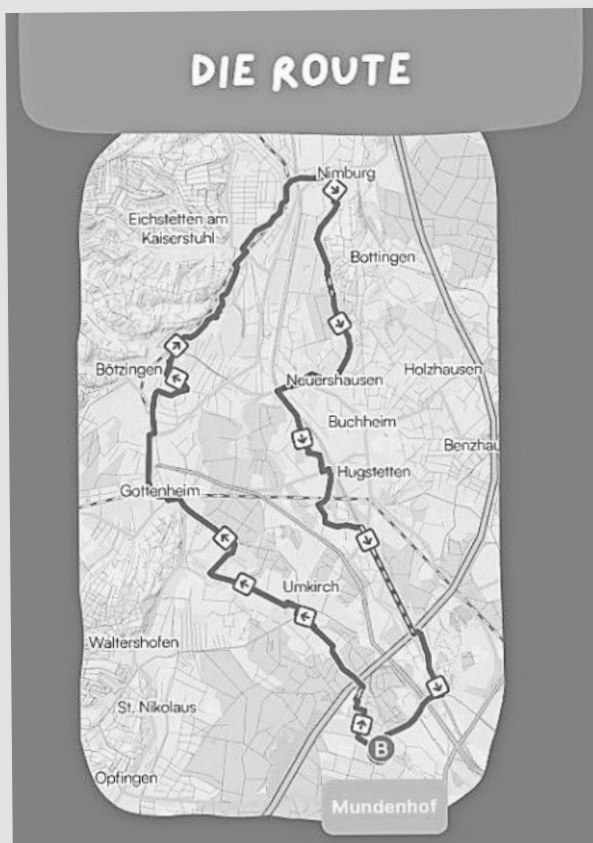 DIE ROUTE
Nimburg
Eichstetten am
Kaiserstuhl
Bottingen
Bötzingen
Holzhausen
Neuershausen
Buchheim
Benzhau
Hugstetten
Gottenheim
Umkirch
Waltershofen
St. Nikolaus
B
Opfingen
Mundenhof